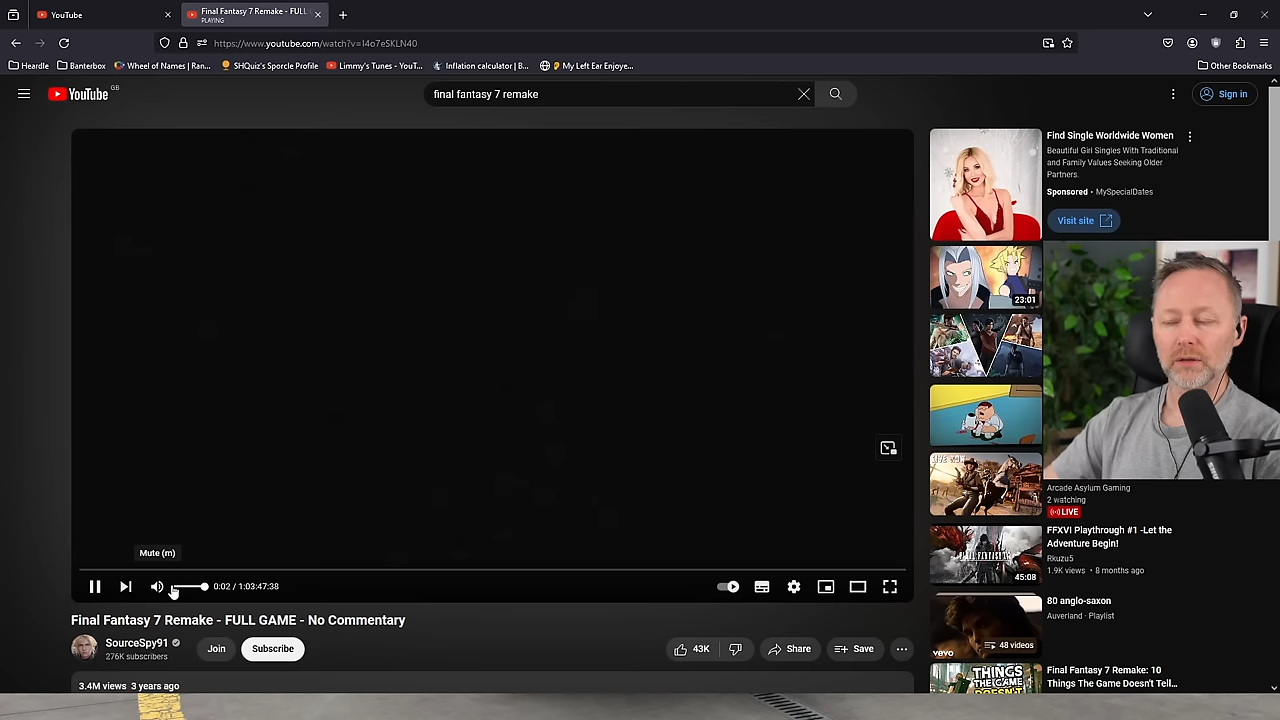 YouTube
Final Fantasy 7 Remake - FULL
PLAYING
https://www.youtube.com/watch?v=l4o7eSKLN40
Heardle
Banterbox
Wheel of Names | Ran...
SHQuiz's Sporcle Profile
Limmy's Tunes - YouT...
Inflation calculator | B...
My Left Ear Enjoye...
Other Bookmarks
YouTube GB
final fantasy 7 remake
Sign in
Find Single Worldwide Women
Beautiful Girl Singles With Traditional
and Family Values Seeking Older
Partners.
Sponsored • MySpecialDates
Visit site
23:01
Arcade Asylum Gaming
2 watching
LIVE
FFXVI Playthrough #1 -Let the
Adventure Begin!
Rkuzu5
1.9K views • 8 months ago
45:08
Mute (m)
0:02 / 1:03:47:38
80 anglo-saxon
Auverland • Playlist
vevo
48 videos
Final Fantasy 7 Remake - FULL GAME - No Commentary
SourceSpy91
276K subscribers
Join
Subscribe
43K
Share
Save
3.4M views 3 years ago
Final Fantasy 7 Remake: 10
Things The Game Doesn't Tell...
THINGS
THE GAME
DOESN'T